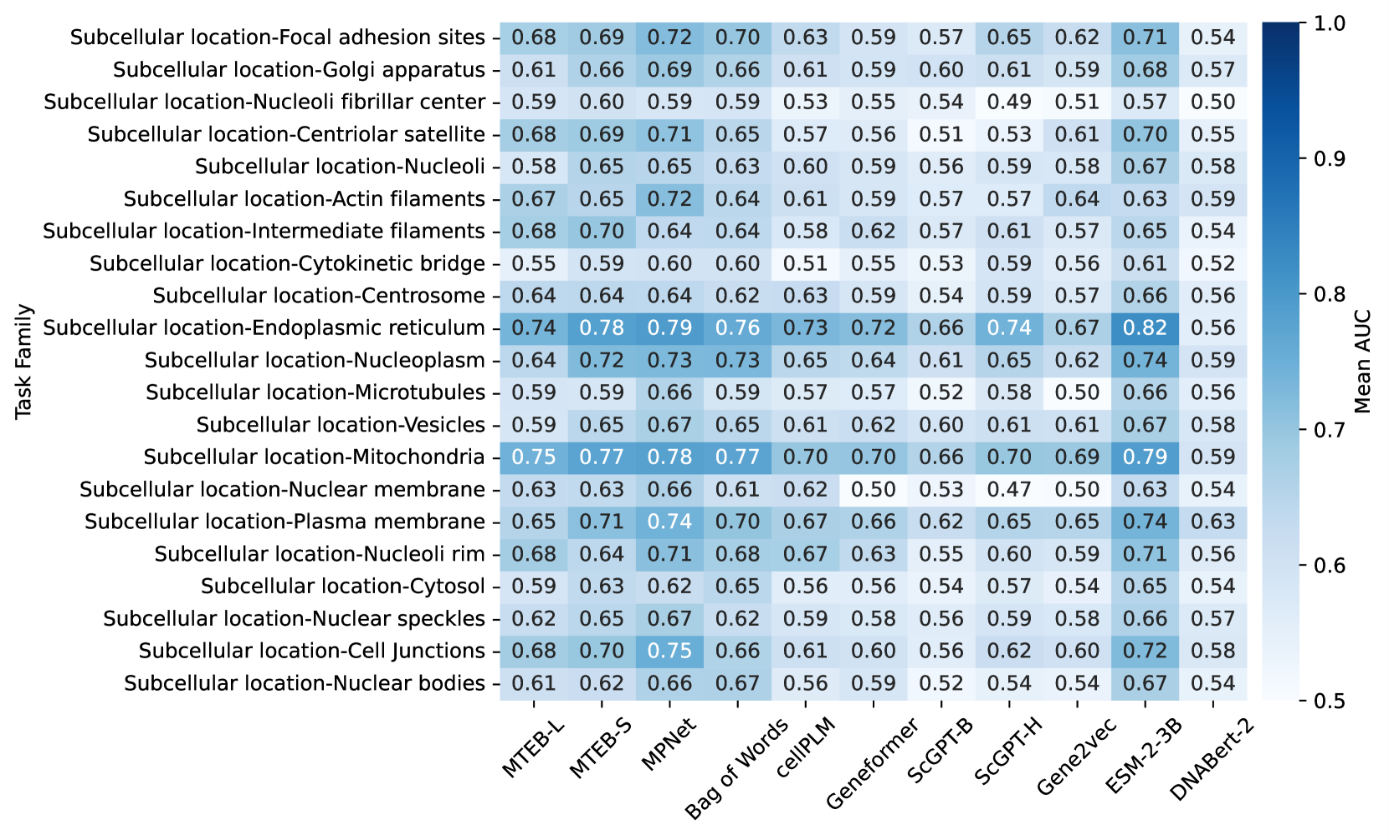 Task Family
Subcellular location-Focal adhesion sites 0.68 0.69 0.72 0.70 0.63 0.59 0.57 0.65 0.62 0.71 0.54
Subcellular location-Golgi apparatus 0.61 0.66 0.69 0.66 0.61 0.59 0.60 0.61 0.59 0.68 0.57
Subcellular location-Nucleoli fibrillar center 0.59 0.60 0.59 0.59 0.53 0.55 0.54 0.49 0.51 0.57 0.50
Subcellular location-Centriolar satellite 0.68 0.69 0.71 0.65 0.57 0.56 0.51 0.53 0.61 0.70 0.55
Subcellular location-Nucleoli 0.58 0.65 0.65 0.63 0.60 0.59 0.56 0.59 0.58 0.67 0.58
Subcellular location-Actin filaments 0.67 0.65 0.72 0.64 0.61 0.59 0.57 0.57 0.64 0.63 0.59
Subcellular location-Intermediate filaments 0.68 0.70 0.64 0.64 0.58 0.62 0.57 0.61 0.57 0.65 0.54
Subcellular location-Cytokinetic bridge 0.55 0.59 0.60 0.60 0.51 0.55 0.53 0.59 0.56 0.61 0.52
Subcellular location-Centrosome 0.64 0.64 0.64 0.62 0.63 0.59 0.54 0.59 0.57 0.66 0.56
Subcellular location-Endoplasmic reticulum 0.74 0.78 0.79 0.76 0.73 0.72 0.66 0.74 0.67 0.82 0.56
Subcellular location-Nucleoplasm 0.64 0.72 0.73 0.73 0.65 0.64 0.61 0.65 0.62 0.74 0.59
Subcellular location-Microtubules 0.59 0.59 0.66 0.59 0.57 0.57 0.52 0.58 0.50 0.66 0.56
Subcellular location-Vesicles 0.59 0.65 0.67 0.65 0.61 0.62 0.60 0.61 0.61 0.67 0.58
Subcellular location-Mitochondria 0.75 0.77 0.78 0.77 0.70 0.70 0.66 0.70 0.69 0.79 0.59
Subcellular location-Nuclear membrane 0.63 0.63 0.66 0.61 0.62 0.50 0.53 0.47 0.50 0.63 0.54
Subcellular location-Plasma membrane 0.65 0.71 0.74 0.70 0.67 0.66 0.62 0.65 0.65 0.74 0.63
Subcellular location-Nucleoli rim 0.68 0.64 0.71 0.68 0.67 0.63 0.55 0.60 0.59 0.71 0.56
Subcellular location-Cytosol 0.59 0.63 0.62 0.65 0.56 0.56 0.54 0.57 0.54 0.65 0.54
Subcellular location-Nuclear speckles 0.62 0.65 0.67 0.62 0.59 0.58 0.56 0.59 0.58 0.66 0.57
Subcellular location-Cell Junctions 0.68 0.70 0.75 0.66 0.61 0.60 0.56 0.62 0.60 0.72 0.58
Subcellular location-Nuclear bodies 0.61 0.62 0.66 0.67 0.56 0.59 0.52 0.54 0.54 0.67 0.54
MTEB-L MTEB-S MPNet Bag of Words cellPLM Geneformer ScGPT-B ScGPT-H Gene2vec ESM-2-3B DNABert-2
1.0
0.9
0.8
0.7
0.6
0.5
Mean AUC